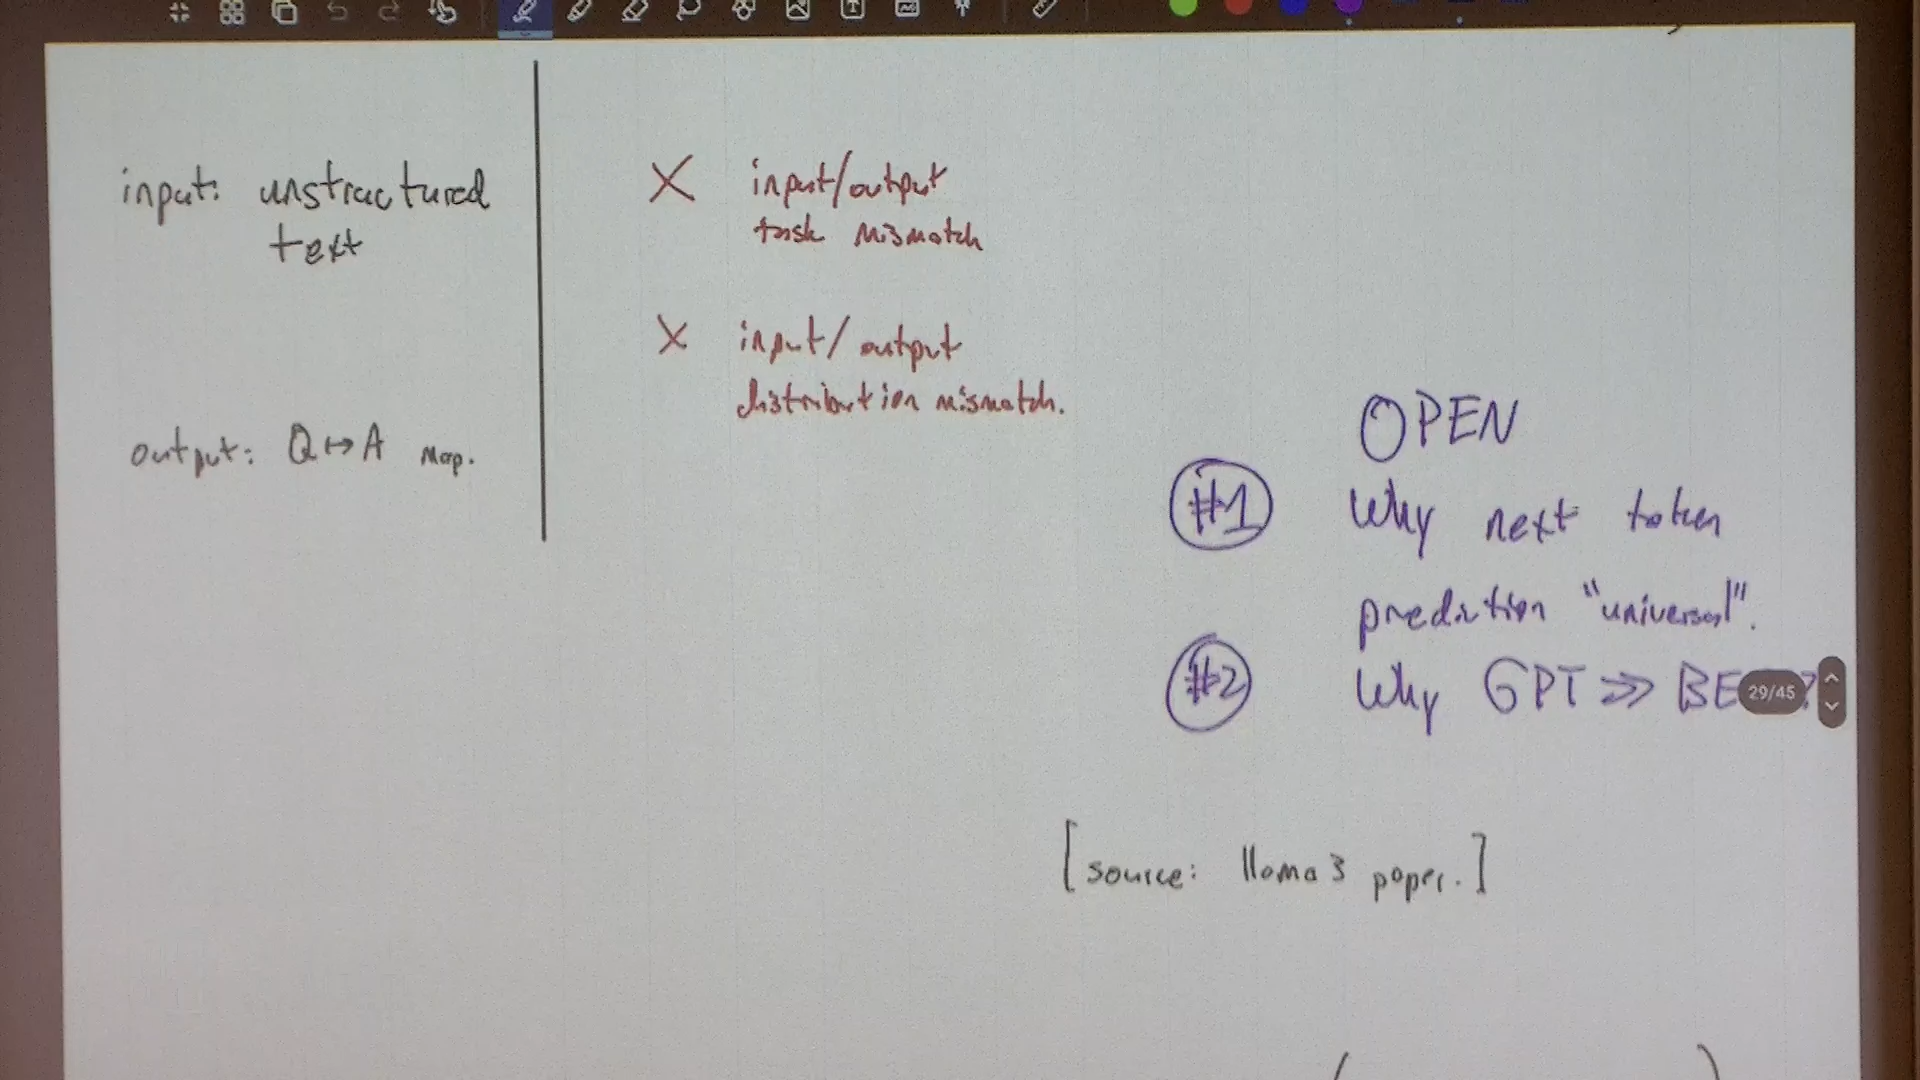 input: unstructured
text
output: Q↦A map.
X input/output
task mismatch
X input/output
distribution mismatch.
OPEN
#1 Why next token
prediction "universal".
#2 Why GPT >> BE ?
29/45
[source: llama 3 paper.]